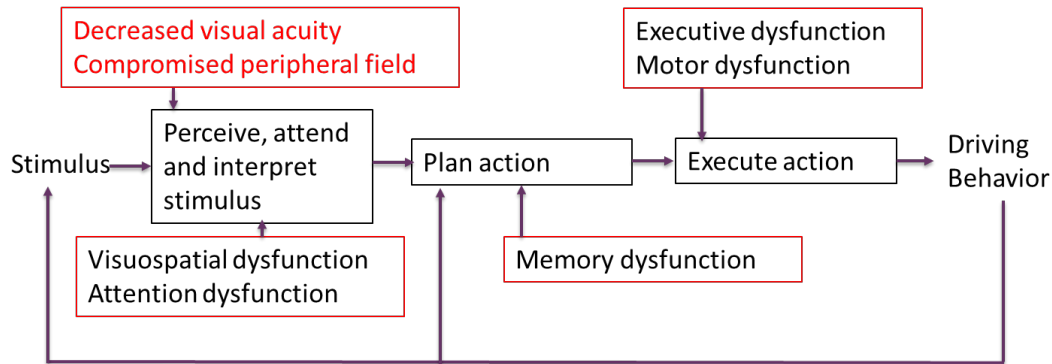 Decreased visual acuity
Compromised peripheral field
Executive dysfunction
Motor dysfunction
Stimulus
Perceive, attend
and interpret
stimulus
Plan action
Execute action
Driving
Behavior
Visuospatial dysfunction
Attention dysfunction
Memory dysfunction